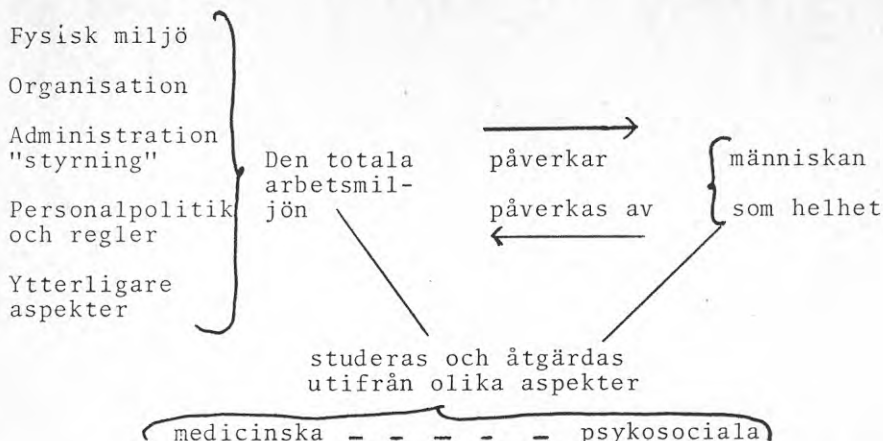 Fysisk miljö
Organisation
Administration
"styrning"
Personalpolitik
och regler
Ytterligare
aspekter
Den totala
arbetsmil-
jön
påverkar
påverkas av
människan
som helhet
studeras och åtgärdas
utifrån olika aspekter
medicinska - - - - - psykosociala